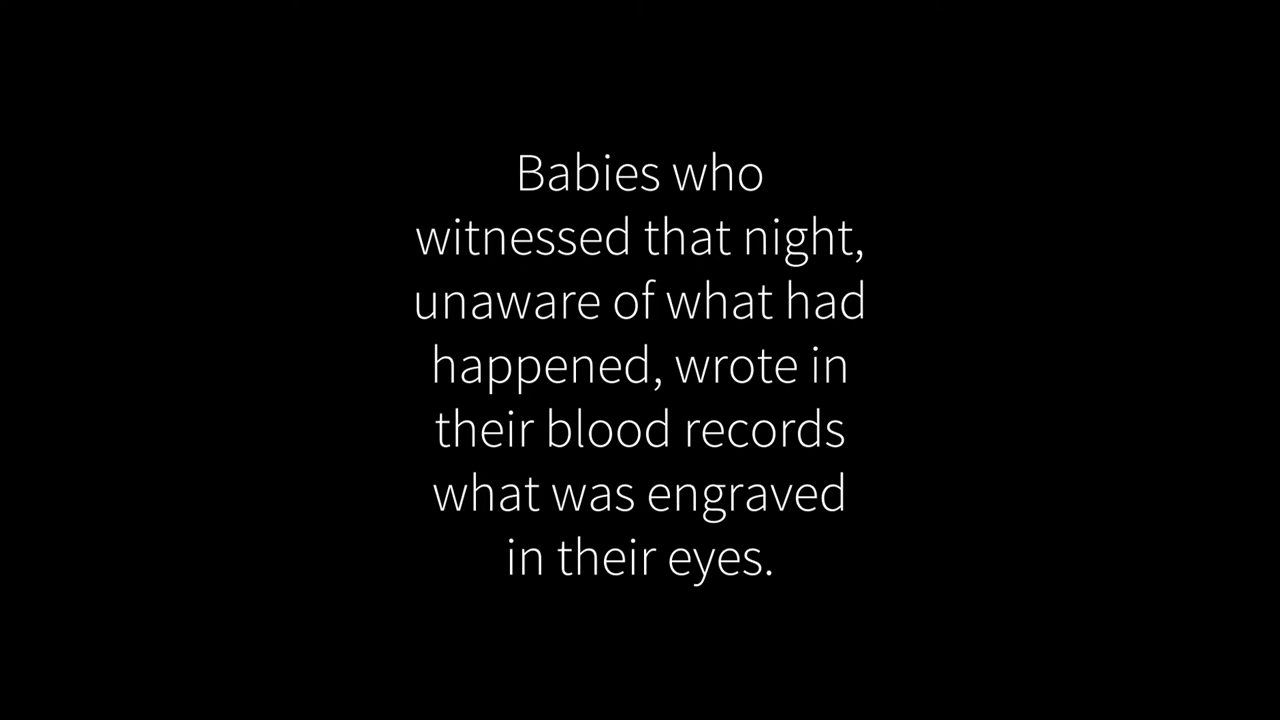 Babies who
witnessed that night,
unaware of what had
happened, wrote in
their blood records
what was engraved
in their eyes.